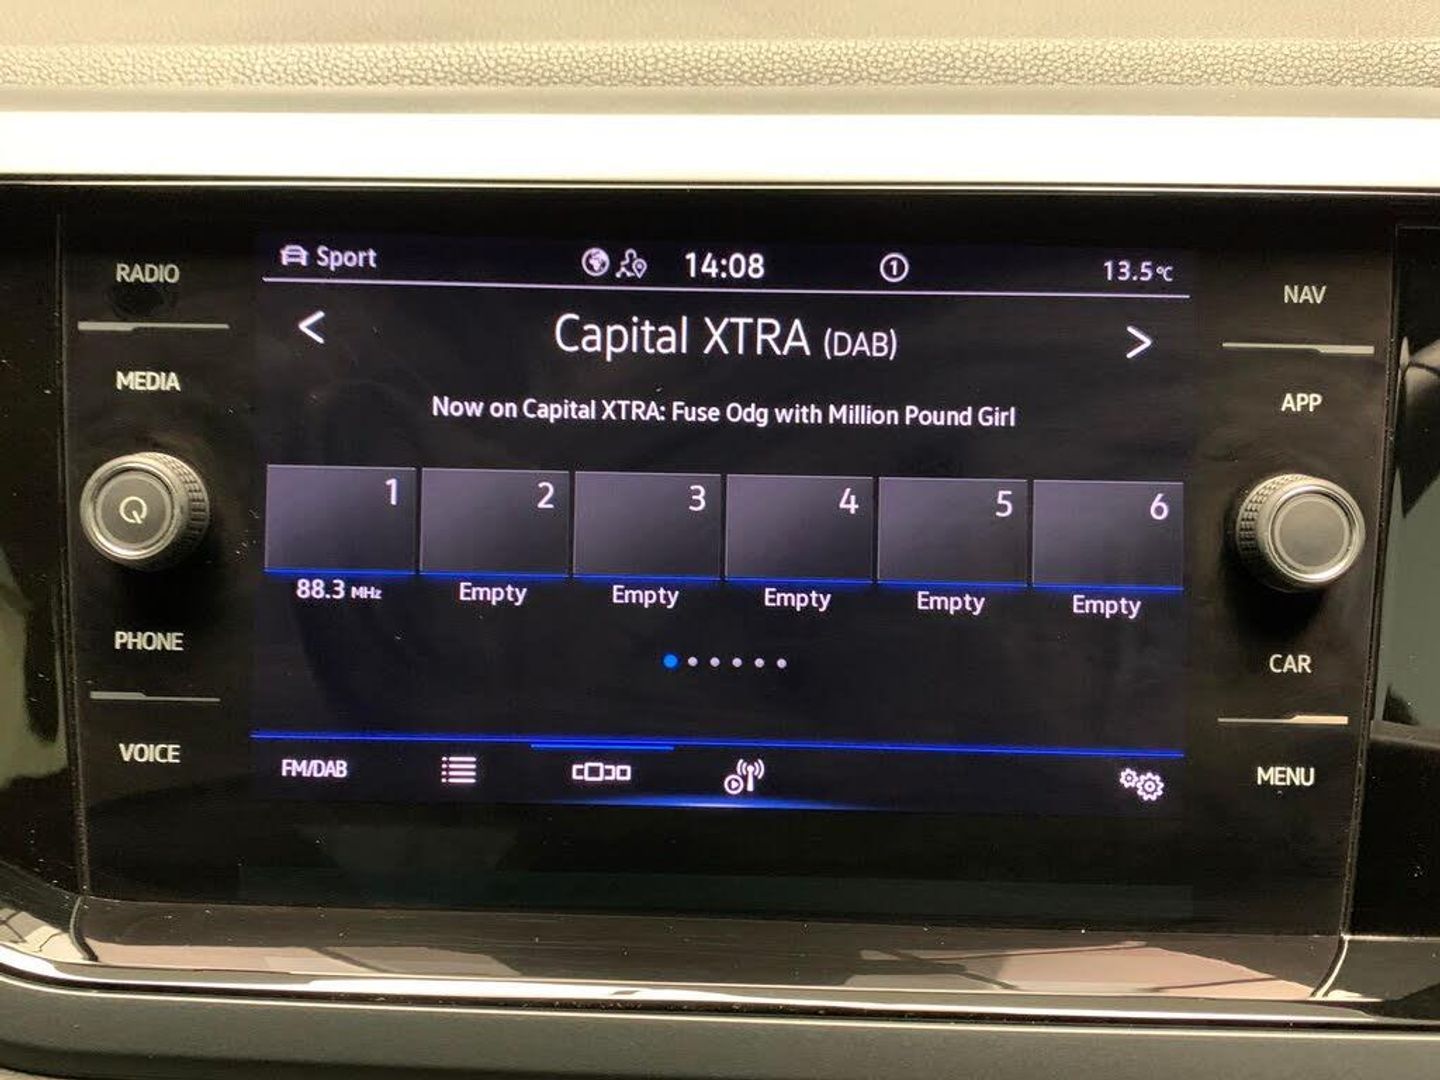 RADIO
MEDIA
PHONE
VOICE
Sport
14:08
1
13.5°C
< Capital XTRA (DAB) >
Now on Capital XTRA: Fuse Odg with Million Pound Girl
1 2 3 4 5 6
88.3 MHz Empty Empty Empty Empty Empty
FM/DAB
NAV
APP
CAR
MENU